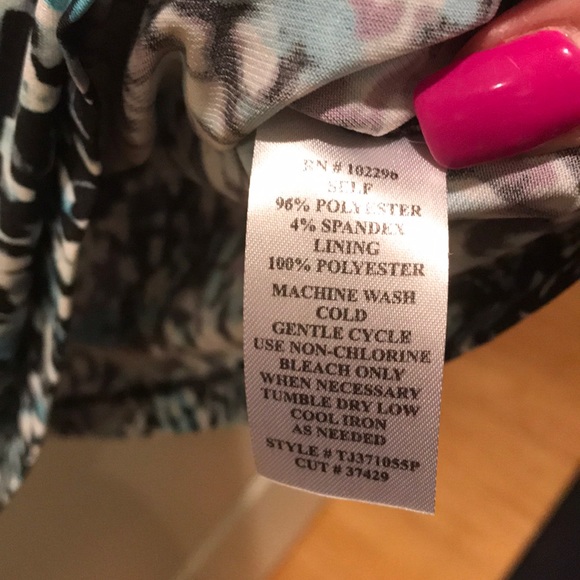 RN # 102296
SELF
96% POLYESTER
4% SPANDEX
LINING
100% POLYESTER
MACHINE WASH
COLD
GENTLE CYCLE
USE NON-CHLORINE
BLEACH ONLY
WHEN NECESSARY
TUMBLE DRY LOW
COOL IRON
AS NEEDED
STYLE # TJ371055P
CUT # 37429